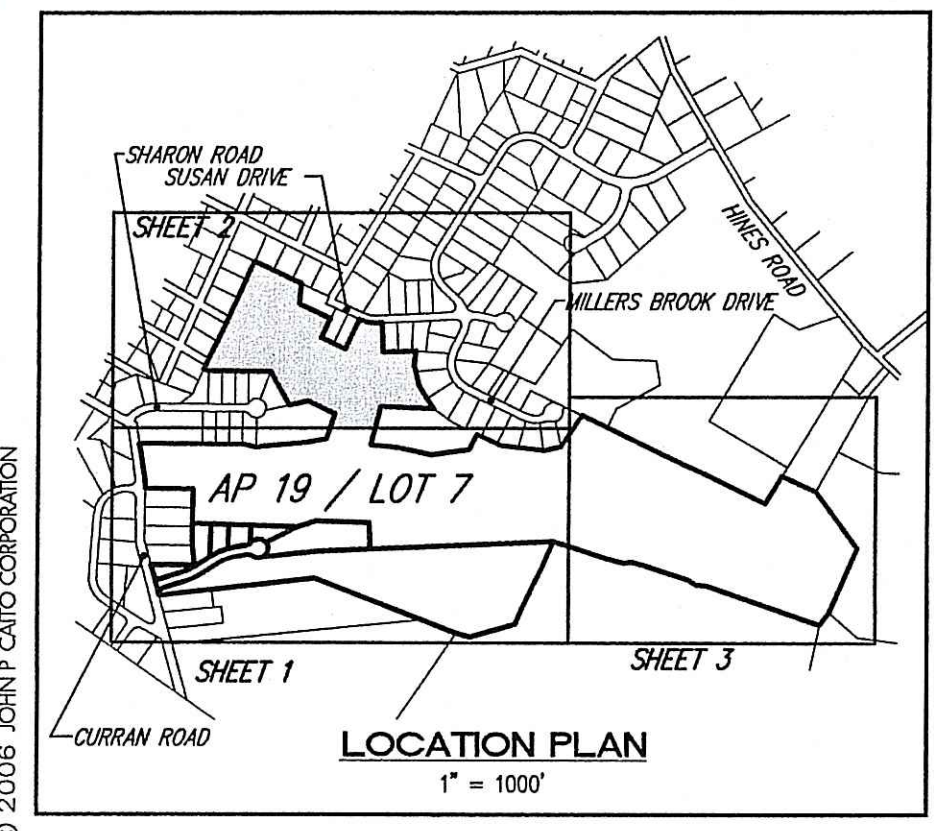 SHARON ROAD
SUSAN DRIVE
SHEET 2
HINES ROAD
MILLERS BROOK DRIVE
AP 19 / LOT 7
SHEET 1
SHEET 3
CURRAN ROAD
LOCATION PLAN
1" = 1000'
© 2006 JOHN P CAITO CORPORATION